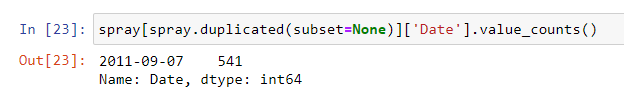 In [23]: spray[spray.duplicated(subset=None)]['Date'].value_counts()
Out[23]: 2011-09-07    541
Name: Date, dtype: int64